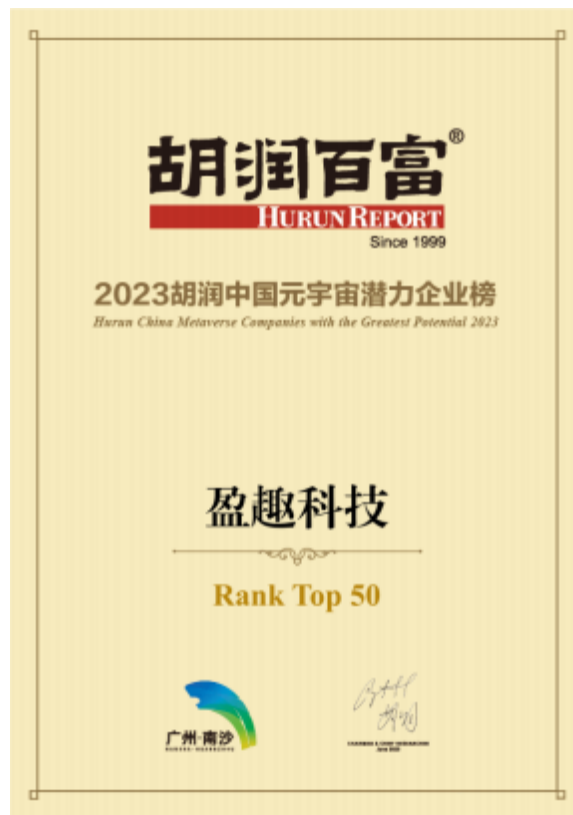 胡润百富®
HURUN REPORT
Since 1999
2023胡润中国元宇宙潜力企业榜
Hurun China Metaverse Companies with the Greatest Potential 2023
盈趣科技
Rank Top 50
广州·南沙
胡润